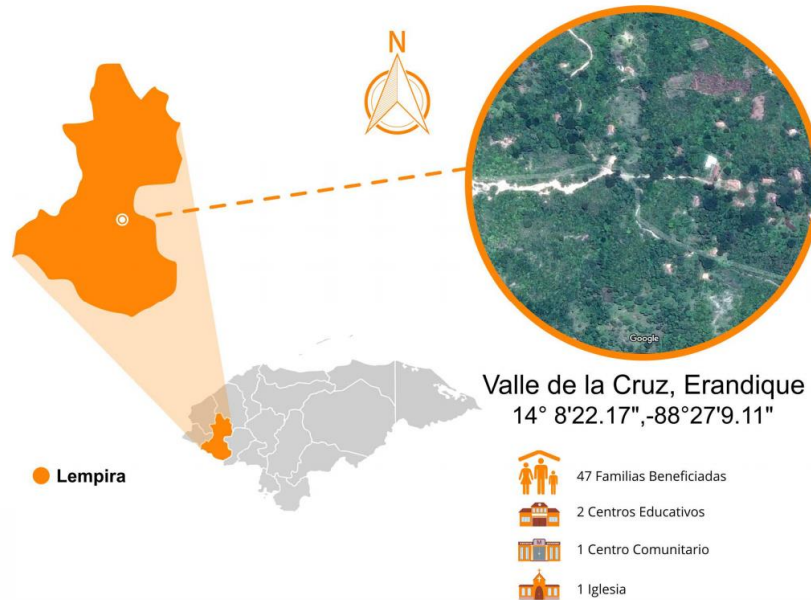 N
Google
Valle de la Cruz, Erandique
14° 8'22.17",-88°27'9.11"
Lempira
47 Familias Beneficiadas
2 Centros Educativos
1 Centro Comunitario
1 Iglesia